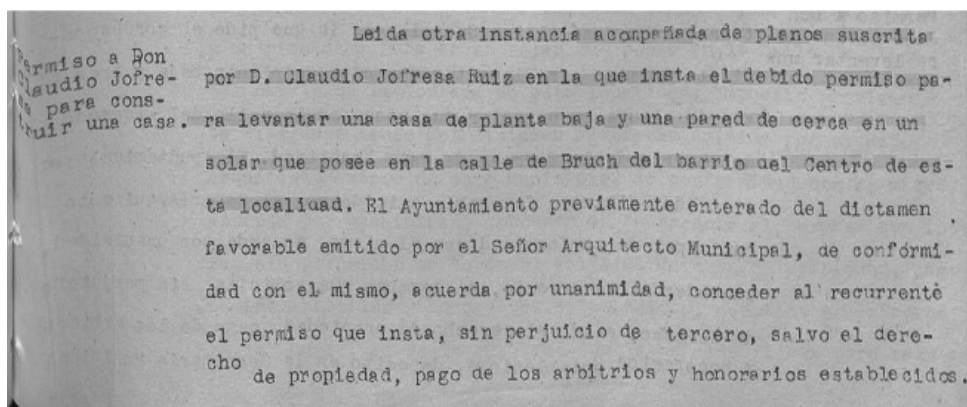 Permiso a Don
Claudio Jofre-
sa para cons-
truir una casa.
Leida otra instancia acompañada de planos suscrita
por D. Claudio Jofresa Ruiz en la que insta el debido permiso pa-
ra levantar una casa de planta baja y una pared de cerca en un
solar que posee en la calle de Bruch del barrio del Centro de es-
ta localidad. El Ayuntamiento previamente enterado del dictamen
favorable emitido por el Señor Arquitecto Municipal, de confórmi-
dad con el mismo, acuerda por unanimidad, conceder al recurrente
el permiso que insta, sin perjuicio de tercero, salvo el dere-
cho de propiedad, pago de los arbitrios y honorarios establecidos.